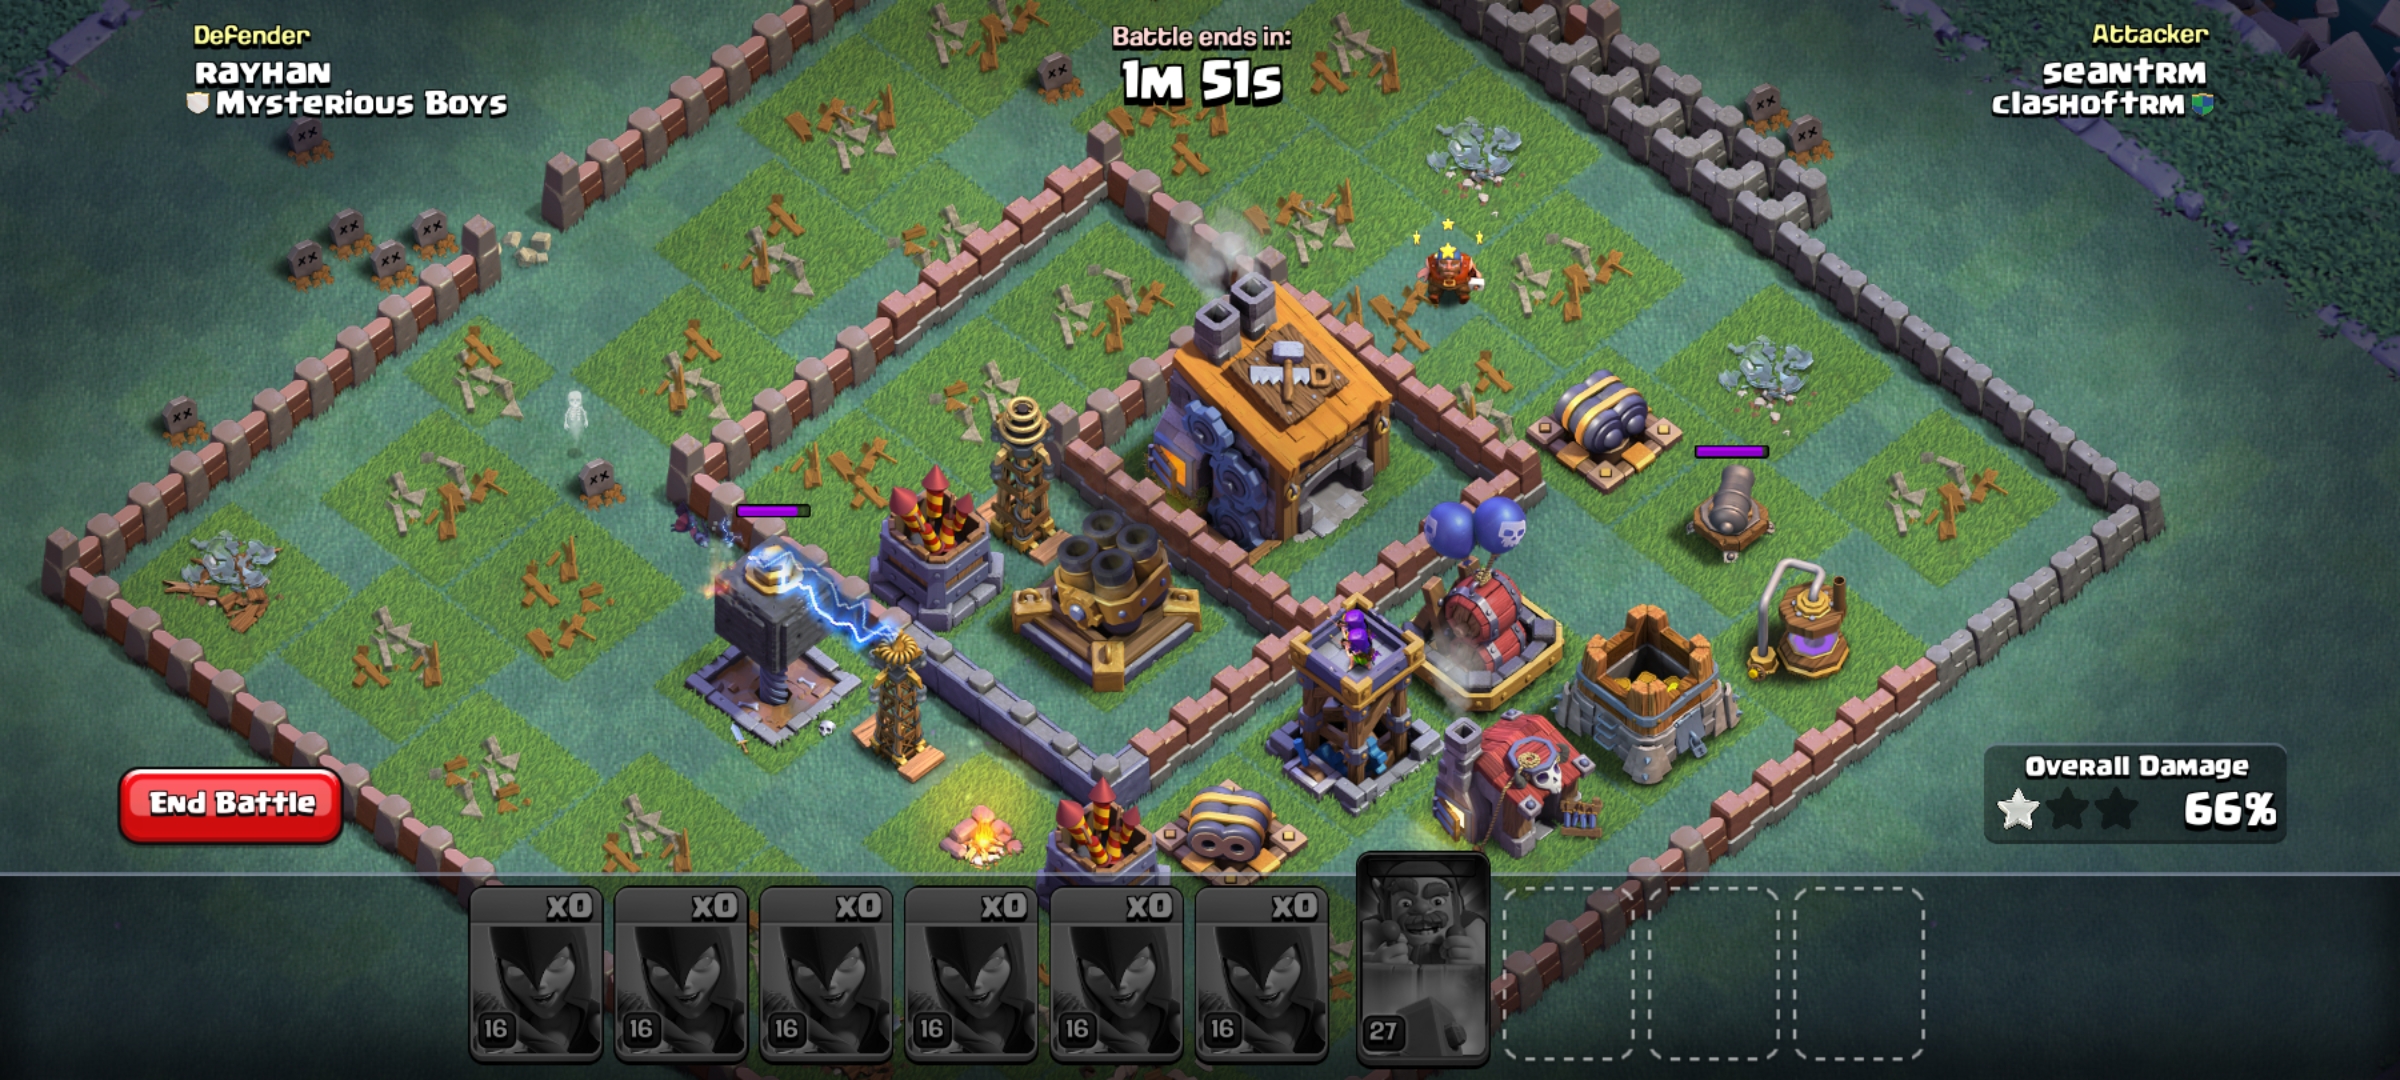 Defender
RAYHAN
Mysterious Boys
Battle ends in:
1M 51s
Attacker
seantRM
clashoftRM
End Battle
Overall Damage
66%
x0 x0 x0 x0 x0 x0
16 16 16 16 16 16 27